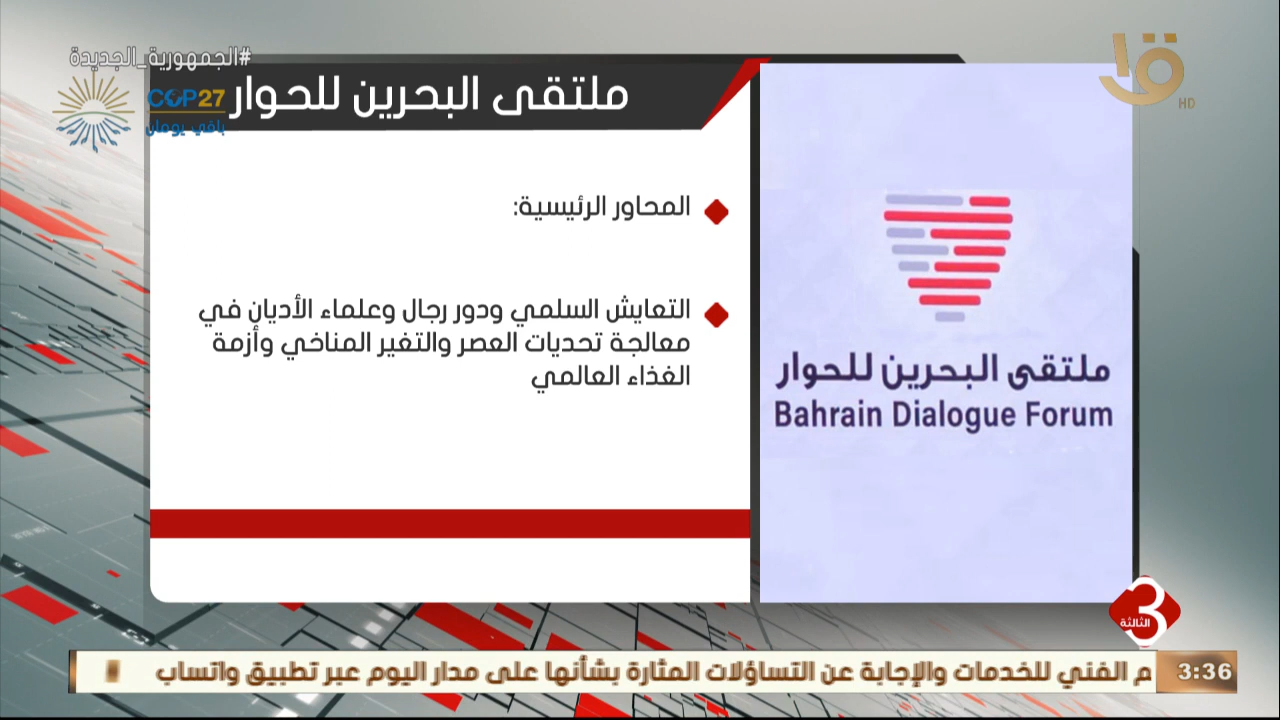 #الجمهورية_الجديدة
COP27
باقي يومان
HD
ملتقى البحرين للحوار
المحاور الرئيسية:
التعايش السلمي ودور رجال وعلماء الأديان في
معالجة تحديات العصر والتغير المناخي وأزمة
الغذاء العالمي
ملتقى البحرين للحوار
Bahrain Dialogue Forum
3
الثالثة
3:36
م الفني للخدمات والإجابة عن التساؤلات المثارة بشأنها على مدار اليوم عبر تطبيق واتساب